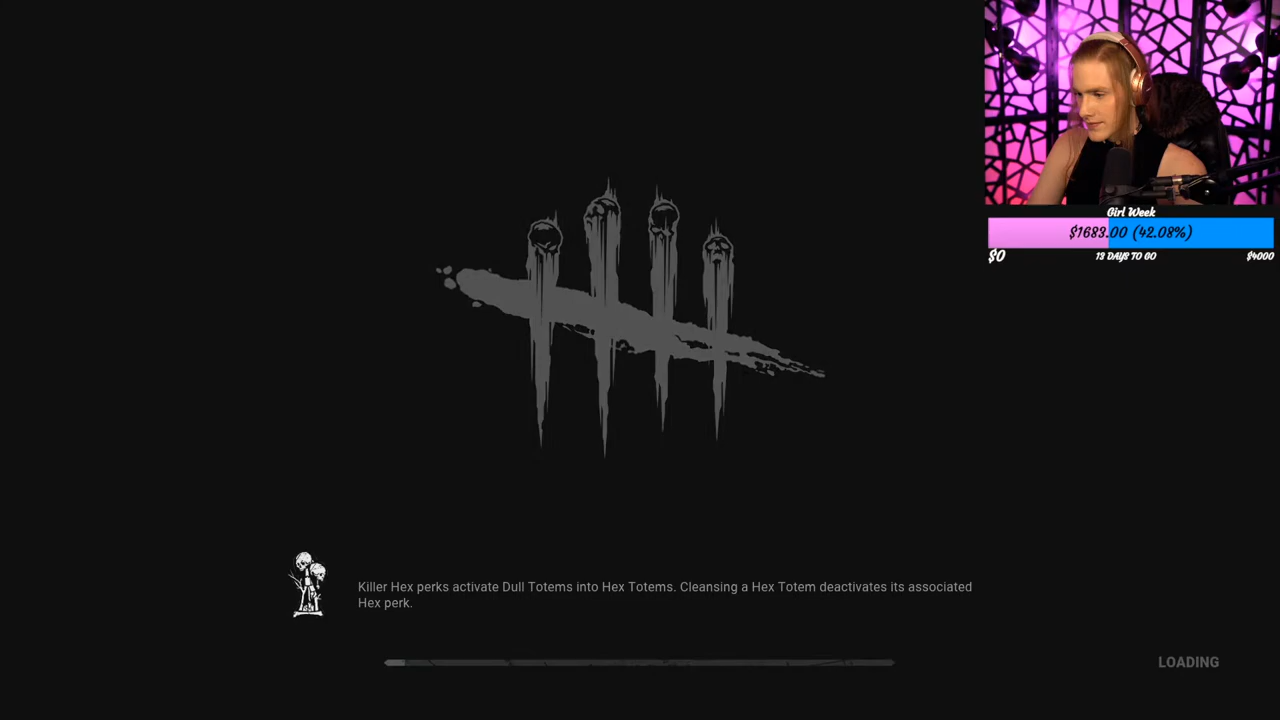 Girl Week
$1683.00 (42.08%)
$0
13 DAYS TO GO
$4000
Killer Hex perks activate Dull Totems into Hex Totems. Cleansing a Hex Totem deactivates its associated
Hex perk.
LOADING